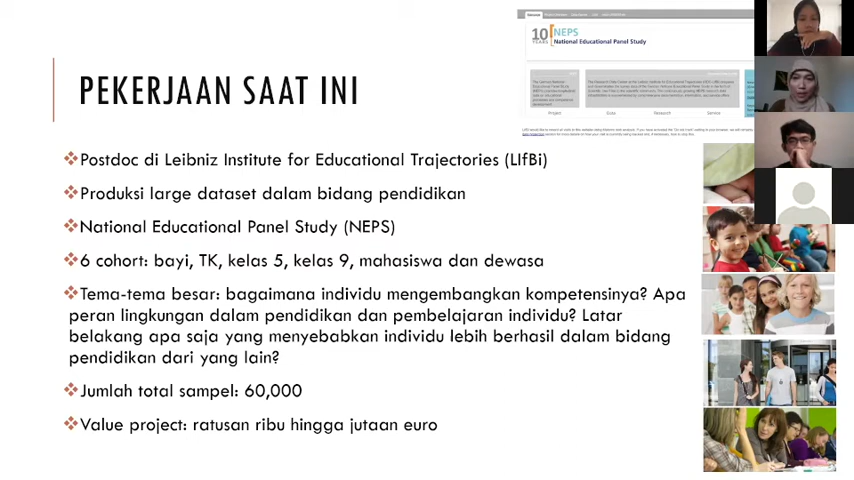 10 YEARS NEPS
National Educational Panel Study
PEKERJAAN SAAT INI
Postdoc di Leibniz Institute for Educational Trajectories (LIfBi)
Produksi large dataset dalam bidang pendidikan
National Educational Panel Study (NEPS)
6 cohort: bayi, TK, kelas 5, kelas 9, mahasiswa dan dewasa
Tema-tema besar: bagaimana individu mengembangkan kompetensinya? Apa
peran lingkungan dalam pendidikan dan pembelajaran individu? Latar
belakang apa saja yang menyebabkan individu lebih berhasil dalam bidang
pendidikan dari yang lain?
Jumlah total sampel: 60,000
Value project: ratusan ribu hingga jutaan euro